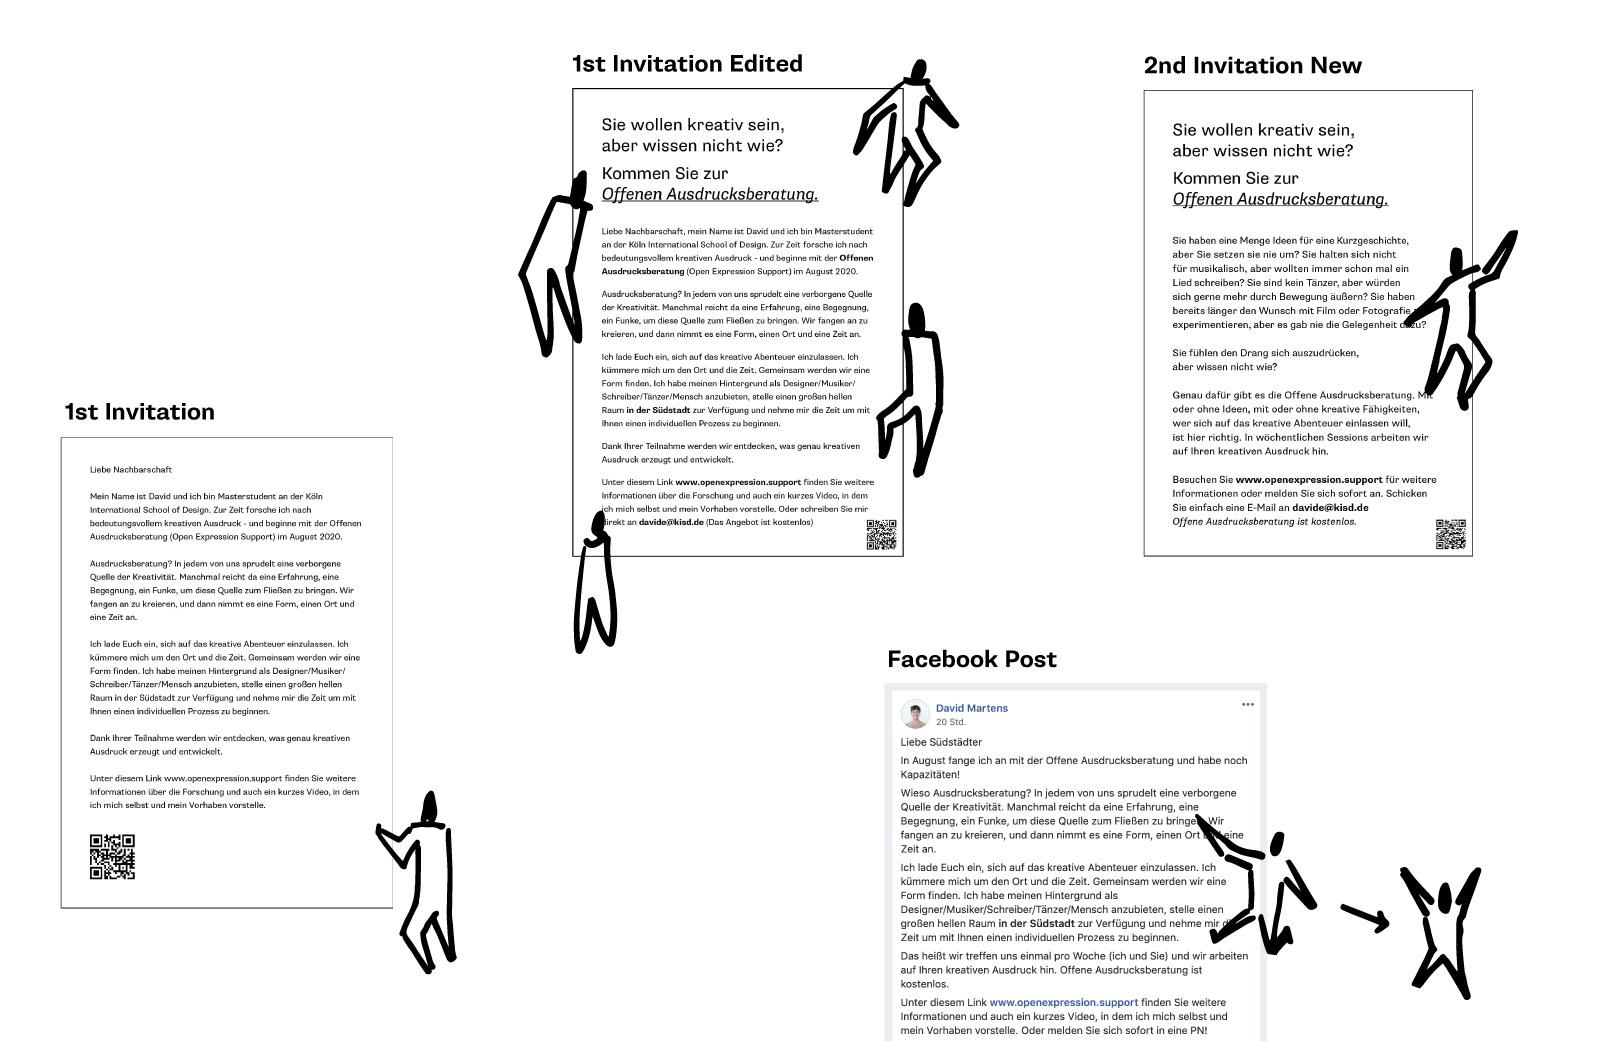 1st Invitation
Liebe Nachbarschaft
Mein Name ist David und ich bin Masterstudent an der Köln
International School of Design. Zur Zeit forsche ich nach
bedeutungsvollem kreativen Ausdruck - und beginne mit der Offenen
Ausdrucksberatung (Open Expression Support) im August 2020.
Ausdrucksberatung? In jedem von uns sprudelt eine verborgene
Quelle der Kreativität. Manchmal reicht da eine Erfahrung, eine
Begegnung, ein Funke, um diese Quelle zum Fließen zu bringen. Wir
fangen an zu kreieren, und dann nimmt es eine Form, einen Ort und
eine Zeit an.
Ich lade Euch ein, sich auf das kreative Abenteuer einzulassen. Ich
kümmere mich um den Ort und die Zeit. Gemeinsam werden wir eine
Form finden. Ich habe meinen Hintergrund als Designer/Musiker/
Schreiber/Tänzer/Mensch anzubieten, stelle einen großen hellen
Raum in der Südstadt zur Verfügung und nehme mir die Zeit um mit
Ihnen einen individuellen Prozess zu beginnen.
Dank Ihrer Teilnahme werden wir entdecken, was genau kreativen
Ausdruck erzeugt und entwickelt.
Unter diesem Link www.openexpression.support finden Sie weitere
Informationen über die Forschung und auch ein kurzes Video, in dem
ich mich selbst und mein Vorhaben vorstelle.
1st Invitation Edited
Sie wollen kreativ sein,
aber wissen nicht wie?
Kommen Sie zur
Offenen Ausdrucksberatung.
Liebe Nachbarschaft, mein Name ist David und ich bin Masterstudent
an der Köln International School of Design. Zur Zeit forsche ich nach
bedeutungsvollem kreativen Ausdruck - und beginne mit der Offenen
Ausdrucksberatung (Open Expression Support) im August 2020.
Ausdrucksberatung? In jedem von uns sprudelt eine verborgene Quelle
der Kreativität. Manchmal reicht da eine Erfahrung, eine Begegnung,
ein Funke, um diese Quelle zum Fließen zu bringen. Wir fangen an zu
kreieren, und dann nimmt es eine Form, einen Ort und eine Zeit an.
Ich lade Euch ein, sich auf das kreative Abenteuer einzulassen. Ich
kümmere mich um den Ort und die Zeit. Gemeinsam werden wir eine
Form finden. Ich habe meinen Hintergrund als Designer/Musiker/
Schreiber/Tänzer/Mensch anzubieten, stelle einen großen hellen
Raum in der Südstadt zur Verfügung und nehme mir die Zeit um mit
Ihnen einen individuellen Prozess zu beginnen.
Dank Ihrer Teilnahme werden wir entdecken, was genau kreativen
Ausdruck erzeugt und entwickelt.
Unter diesem Link www.openexpression.support finden Sie weitere
Informationen über die Forschung und auch ein kurzes Video, in dem
ich mich selbst und mein Vorhaben vorstelle. Oder schreiben Sie mir
direkt an davide@kisd.de (Das Angebot ist kostenlos)
2nd Invitation New
Sie wollen kreativ sein,
aber wissen nicht wie?
Kommen Sie zur
Offenen Ausdrucksberatung.
Sie haben eine Menge Ideen für eine Kurzgeschichte,
aber Sie setzen sie nie um? Sie halten sich nicht
für musikalisch, aber wollten immer schon mal ein
Lied schreiben? Sie sind kein Tänzer, aber würden
sich gerne mehr durch Bewegung äußern? Sie haben
bereits länger den Wunsch mit Film oder Fotografie
experimentieren, aber es gab nie die Gelegenheit dazu?
Sie fühlen den Drang sich auszudrücken,
aber wissen nicht wie?
Genau dafür gibt es die Offene Ausdrucksberatung. Mit
oder ohne Ideen, mit oder ohne kreative Fähigkeiten,
wer sich auf das kreative Abenteuer einlassen will,
ist hier richtig. In wöchentlichen Sessions arbeiten wir
auf Ihren kreativen Ausdruck hin.
Besuchen Sie www.openexpression.support für weitere
Informationen oder melden Sie sich sofort an. Schicken
Sie einfach eine E-Mail an davide@kisd.de
Offene Ausdrucksberatung ist kostenlos.
Facebook Post
David Martens
20 Std.
Liebe Südstädter
In August fange ich an mit der Offene Ausdrucksberatung und habe noch
Kapazitäten!
Wieso Ausdrucksberatung? In jedem von uns sprudelt eine verborgene
Quelle der Kreativität. Manchmal reicht da eine Erfahrung, eine
Begegnung, ein Funke, um diese Quelle zum Fließen zu bringen. Wir
fangen an zu kreieren, und dann nimmt es eine Form, einen Ort und eine
Zeit an.
Ich lade Euch ein, sich auf das kreative Abenteuer einzulassen. Ich
kümmere mich um den Ort und die Zeit. Gemeinsam werden wir eine
Form finden. Ich habe meinen Hintergrund als
Designer/Musiker/Schreiber/Tänzer/Mensch anzubieten, stelle einen
großen hellen Raum in der Südstadt zur Verfügung und nehme mir die
Zeit um mit Ihnen einen individuellen Prozess zu beginnen.
Das heißt wir treffen uns einmal pro Woche (ich und Sie) und wir arbeiten
auf Ihren kreativen Ausdruck hin. Offene Ausdrucksberatung ist
kostenlos.
Unter diesem Link www.openexpression.support finden Sie weitere
Informationen und auch ein kurzes Video, in dem ich mich selbst und
mein Vorhaben vorstelle. Oder melden Sie sich sofort in eine PN!